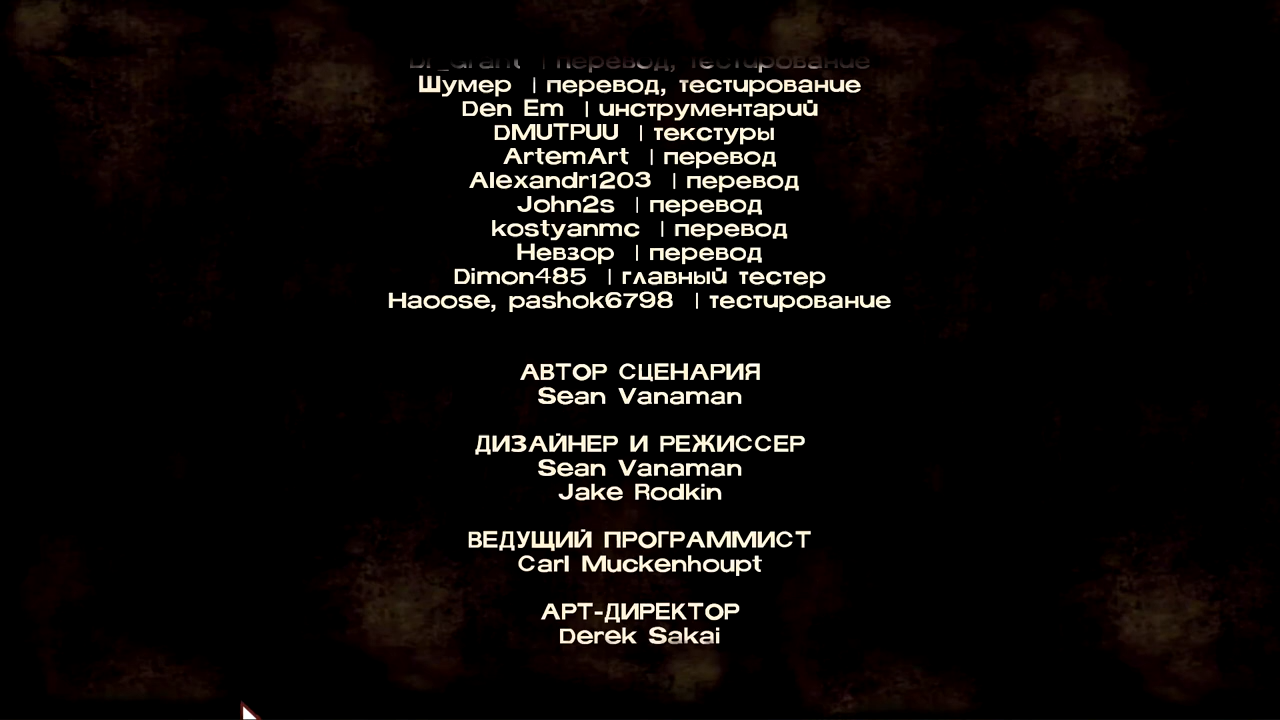 перевод, тестирование
Шумер | перевод, тестирование
Den Em | инструментарий
DMUTPUU | текстуры
ArtemArt | перевод
Alexandr1203 | перевод
John2s | перевод
kostyanmc | перевод
Невзор | перевод
Dimon485 | главный тестер
Haoose, pashok6798 | тестирование
АВТОР СЦЕНАРИЯ
Sean Vanaman
ДИЗАЙНЕР И РЕЖИССЕР
Sean Vanaman
Jake Rodkin
ВЕДУЩИЙ ПРОГРАММИСТ
Carl Muckenhoupt
АРТ-ДИРЕКТОР
Derek Sakai